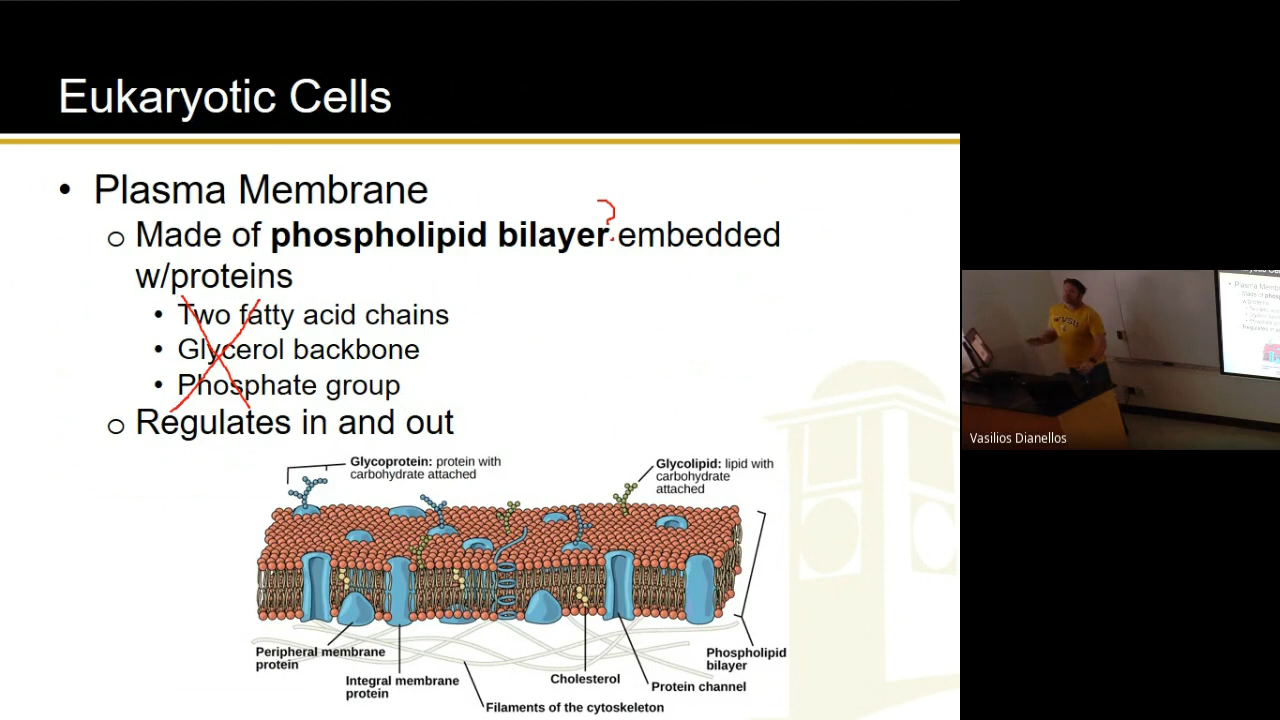 Eukaryotic Cells
• Plasma Membrane
o Made of phospholipid bilayer ? embedded
w/proteins
• Two fatty acid chains
• Glycerol backbone
• Phosphate group
o Regulates in and out
Glycoprotein: protein with
carbohydrate attached
Glycolipid: lipid with
carbohydrate
attached
Peripheral membrane
protein
Integral membrane
protein
Filaments of the cytoskeleton
Cholesterol
Protein channel
Phospholipid
bilayer
Vasilios Dianellos